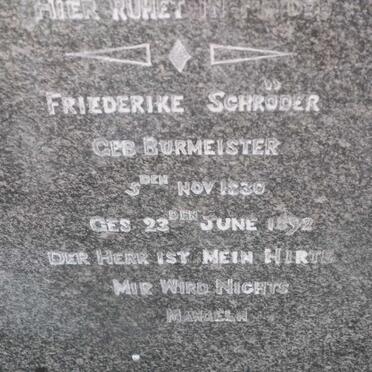 HIER RUHET IN FRIEDEN
FRIEDERIKE SCHRÖDER
GEB BURMEISTER
5DEN NOV 1830
GES 23DEN JUNE 1892
DER HERR IST MEIN HIRTE
MIR WIRD NICHTS
MANGELN